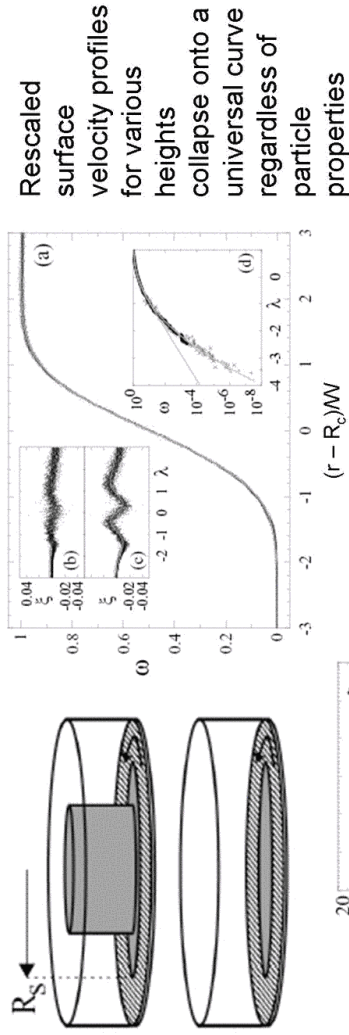 R_S
20
ω
1
0.8
0.6
0.4
0.2
0
-3
-2
-1
0
1
2
3
(r – R_c)/W
(a)
0.04
ξ
-0.02
-0.04
(b)
ξ
-0.02
-0.04
(c)
-2
-1
0
1
λ
10^0
ω
10^-4
10^-6
10^-8
-4
-3
-2
λ
0
(d)
Rescaled
surface
velocity profiles
for various
heights
collapse onto a
universal curve
regardless of
particle
properties